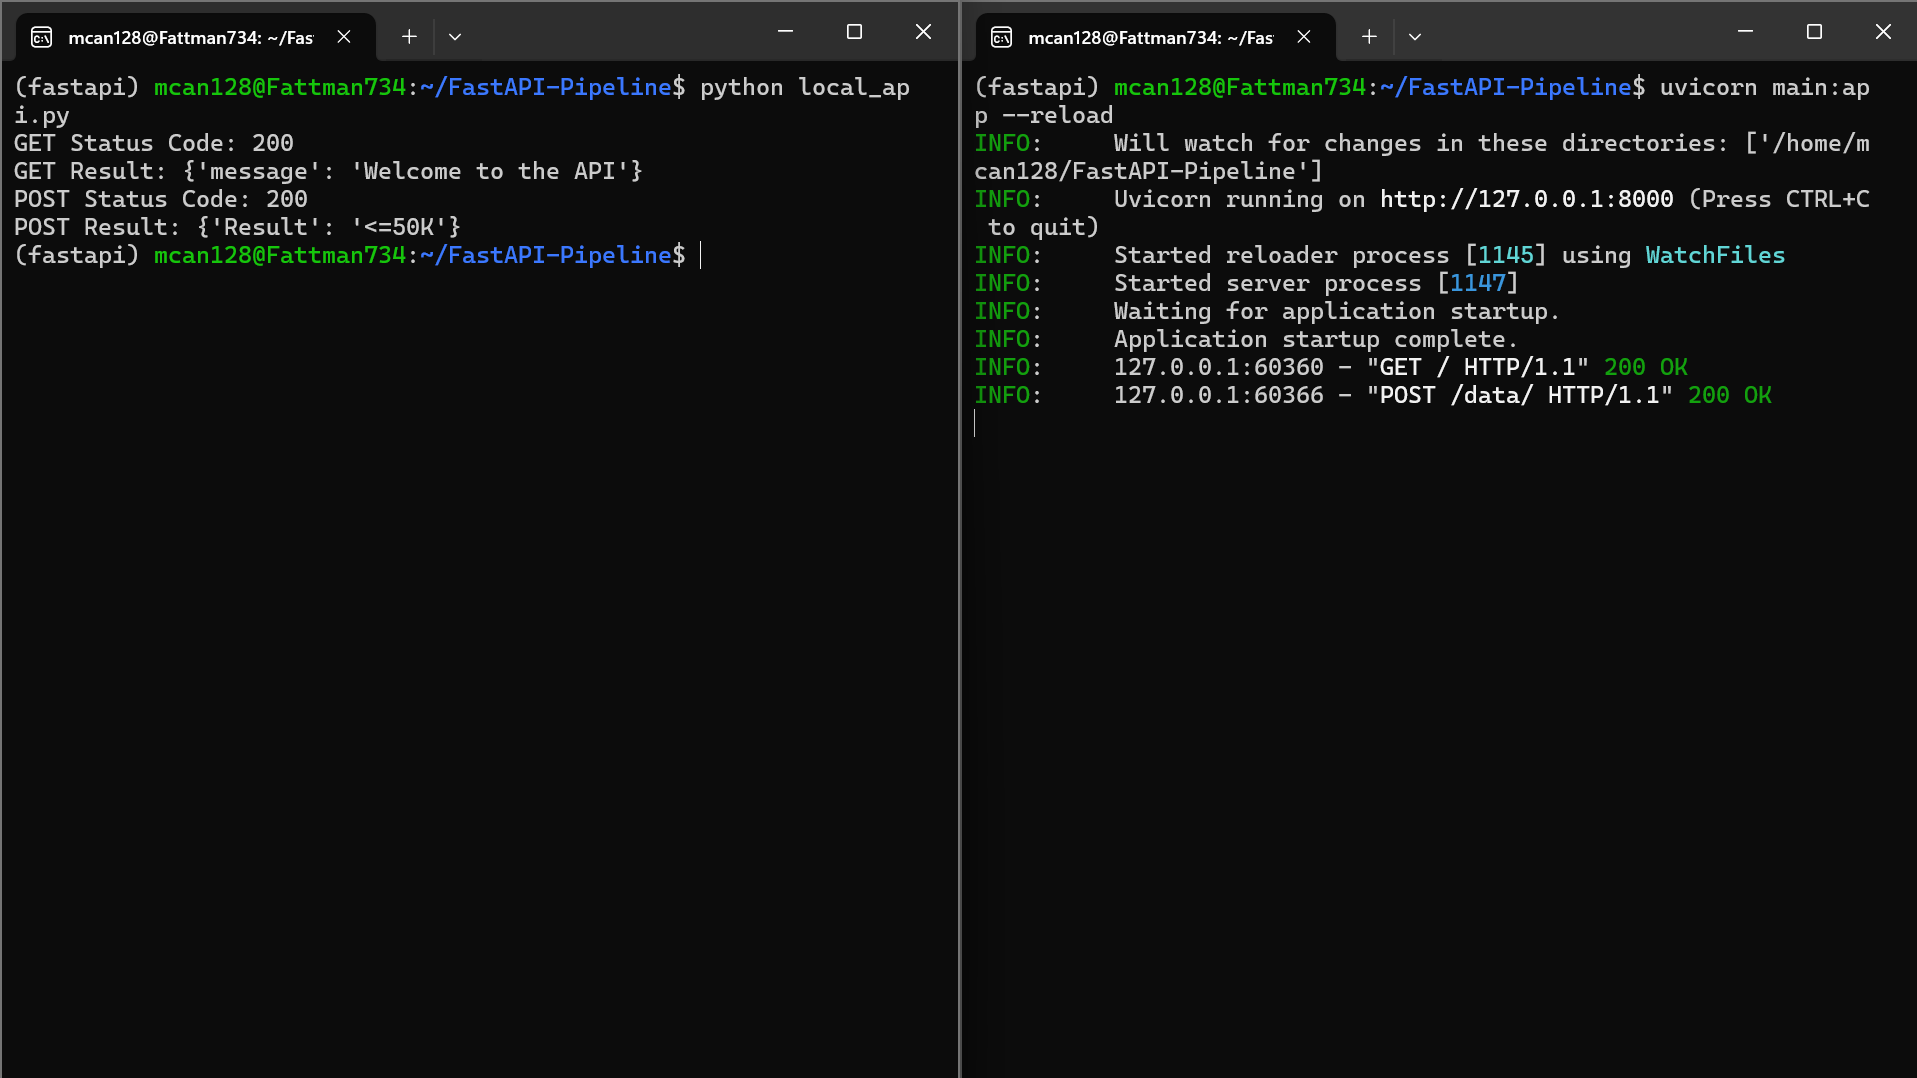 mcan128@Fattman734: ~/Fas
(fastapi) mcan128@Fattman734:~/FastAPI-Pipeline$ python local_ap
i.py
GET Status Code: 200
GET Result: {'message': 'Welcome to the API'}
POST Status Code: 200
POST Result: {'Result': '<=50K'}
(fastapi) mcan128@Fattman734:~/FastAPI-Pipeline$
mcan128@Fattman734: ~/Fas
(fastapi) mcan128@Fattman734:~/FastAPI-Pipeline$ uvicorn main:ap
p --reload
INFO:     Will watch for changes in these directories: ['/home/m
can128/FastAPI-Pipeline']
INFO:     Uvicorn running on http://127.0.0.1:8000 (Press CTRL+C
 to quit)
INFO:     Started reloader process [1145] using WatchFiles
INFO:     Started server process [1147]
INFO:     Waiting for application startup.
INFO:     Application startup complete.
INFO:     127.0.0.1:60360 - "GET / HTTP/1.1" 200 OK
INFO:     127.0.0.1:60366 - "POST /data/ HTTP/1.1" 200 OK